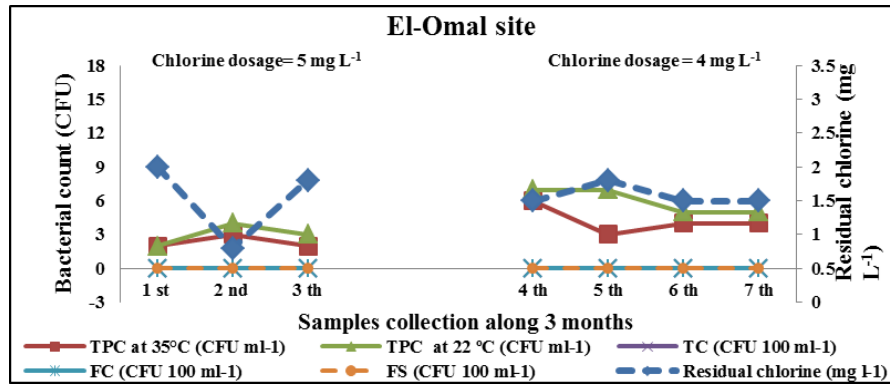 El-Omal site
Chlorine dosage= 5 mg L-1
Chlorine dosage = 4 mg L-1
Bacterial count (CFU)
18
15
12
9
6
3
0
-3
1 st
2 nd
3 th
4 th
5 th
6 th
7 th
3.5
3
2.5
2
1.5
1
0.5
0
Residual chlorine (mg
L-1)
Samples collection along 3 months
TPC at 35°C (CFU ml-1)
TPC at 22 ºC (CFU ml-1)
TC (CFU 100 ml-1)
FC (CFU 100 ml-1)
FS (CFU 100 ml-1)
Residual chlorine (mg l-1)